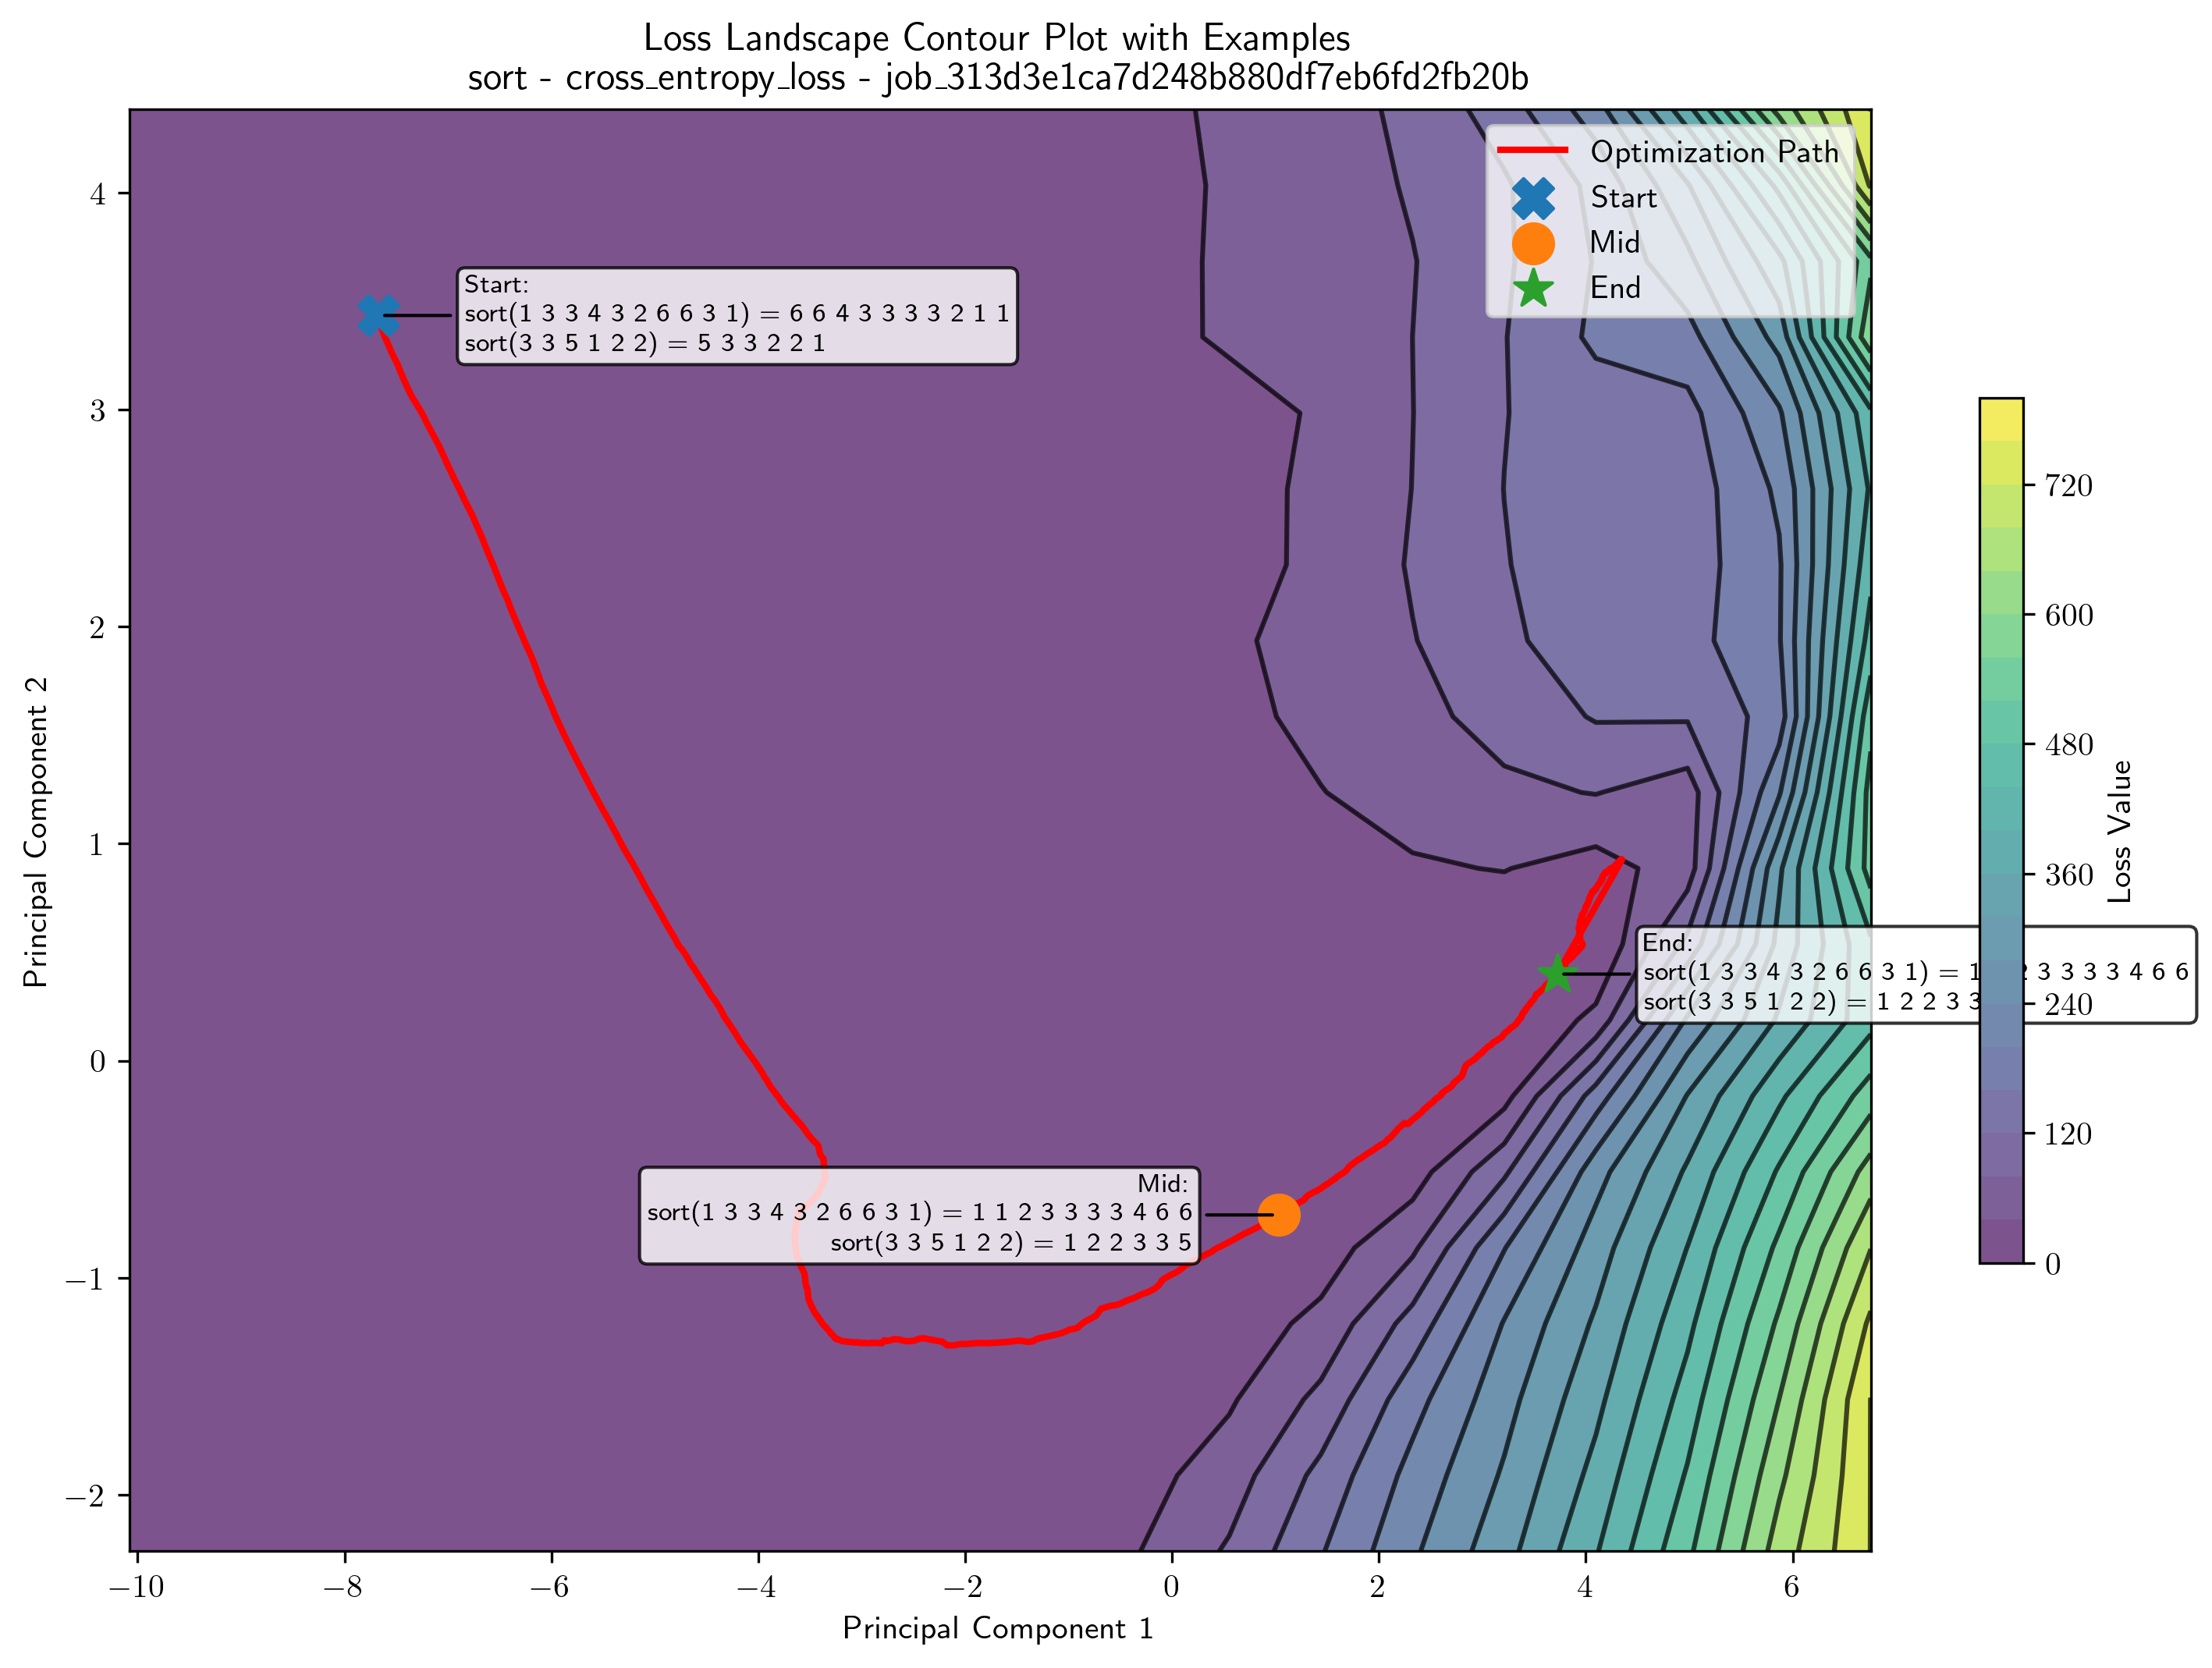 Loss Landscape Contour Plot with Examples
sort - cross_entropy_loss - job_313d3e1ca7d248b880df7eb6fd2fb20b
Optimization Path
Start
Mid
End
Start:
sort(1 3 3 4 3 2 6 6 3 1) = 6 6 4 3 3 3 3 2 1 1
sort(3 3 5 1 2 2) = 5 3 3 2 2 1
Mid:
sort(1 3 3 4 3 2 6 6 3 1) = 1 1 2 3 3 3 3 4 6 6
sort(3 3 5 1 2 2) = 1 2 2 3 3 5
End:
sort(1 3 3 4 3 2 6 6 3 1) = 1 2 3 3 3 3 4 6 6
sort(3 3 5 1 2 2) = 1 2 2 3 3
4
3
2
1
0
−1
−2
Principal Component 2
−10
−8
−6
−4
−2
0
2
4
6
Principal Component 1
720
600
480
360
240
120
0
Loss Value